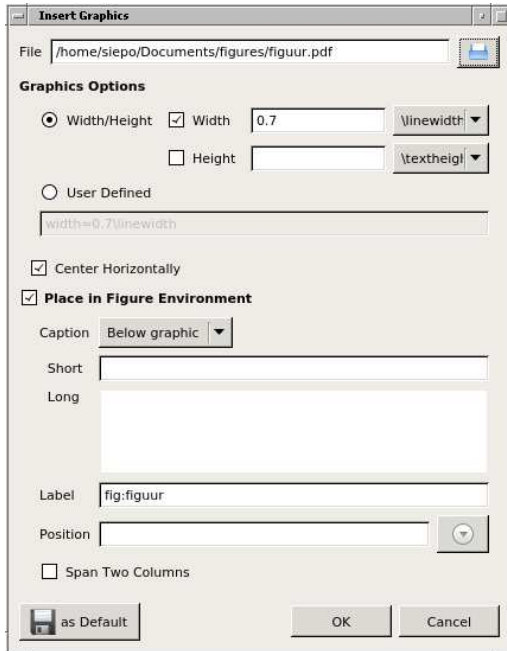 Insert Graphics
File /home/siepo/Documents/figures/figuur.pdf
Graphics Options
Width/Height Width 0.7 \linewidth
Height \textheigl
User Defined
width=0.7\linewidth
Center Horizontally
Place in Figure Environment
Caption Below graphic
Short
Long
Label fig:figuur
Position
Span Two Columns
as Default OK Cancel